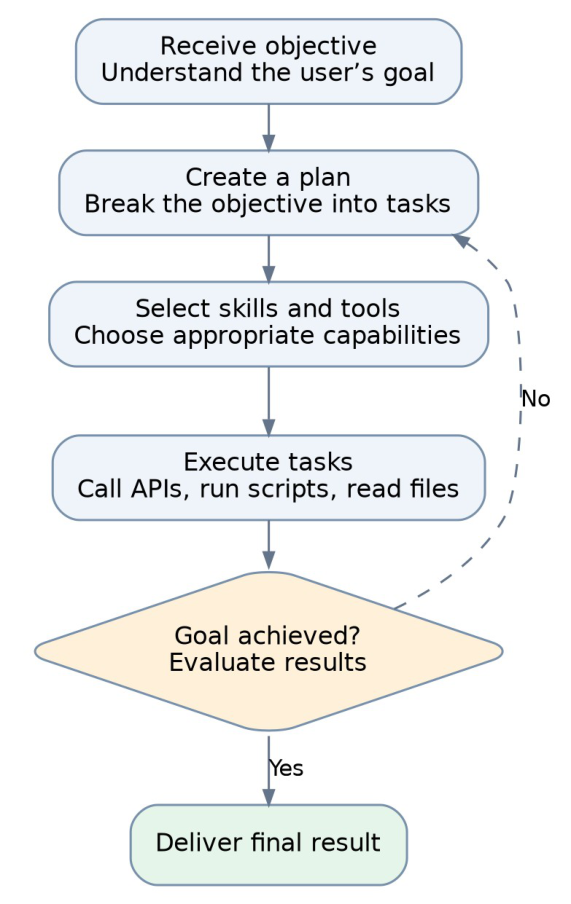 Receive objective
Understand the user’s goal
Create a plan
Break the objective into tasks
Select skills and tools
Choose appropriate capabilities
No
Execute tasks
Call APIs, run scripts, read files
Goal achieved?
Evaluate results
Yes
Deliver final result